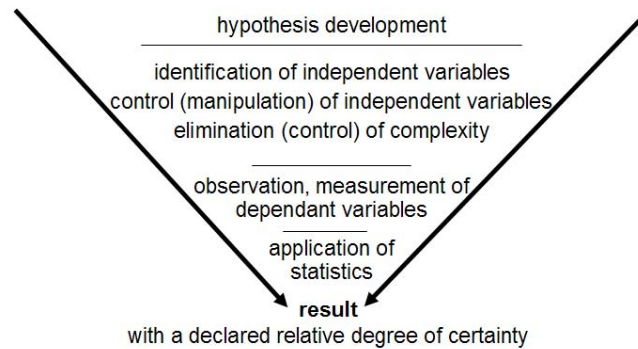 hypothesis development
identification of independent variables
control (manipulation) of independent variables
elimination (control) of complexity
observation, measurement of
dependant variables
application of
statistics
result
with a declared relative degree of certainty